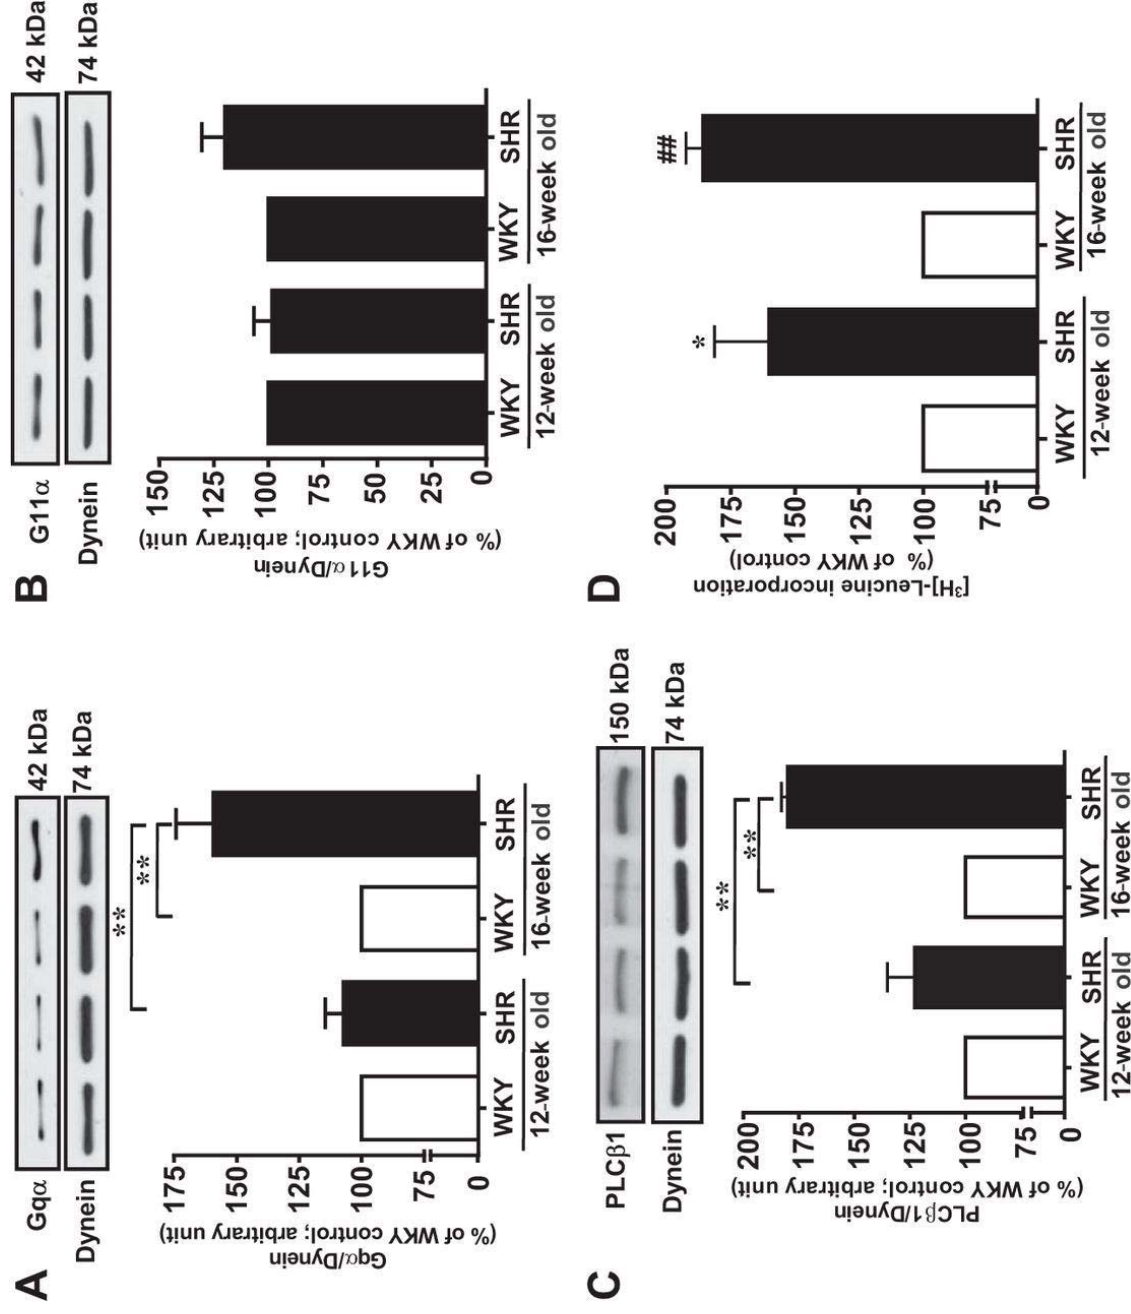 A
Gqα 42 kDa
Dynein 74 kDa
**
**
Gqα/Dynein
(% of WKY control; arbitrary unit)
175
150
125
100
75
0
WKY SHR WKY SHR
12-week old 16-week old
B
G11α 42 kDa
Dynein 74 kDa
G11α/Dynein
(% of WKY control; arbitrary unit)
150
125
100
75
50
25
0
WKY SHR WKY SHR
12-week old 16-week old
C
PLCβ1 150 kDa
Dynein 74 kDa
**
**
PLCβ1/Dynein
(% of WKY control; arbitrary unit)
200
175
150
125
100
75
0
WKY SHR WKY SHR
12-week old 16-week old
D
[³H]-Leucine incorporation
(% of WKY control)
200
175
150
125
100
75
0
*
##
WKY SHR WKY SHR
12-week old 16-week old